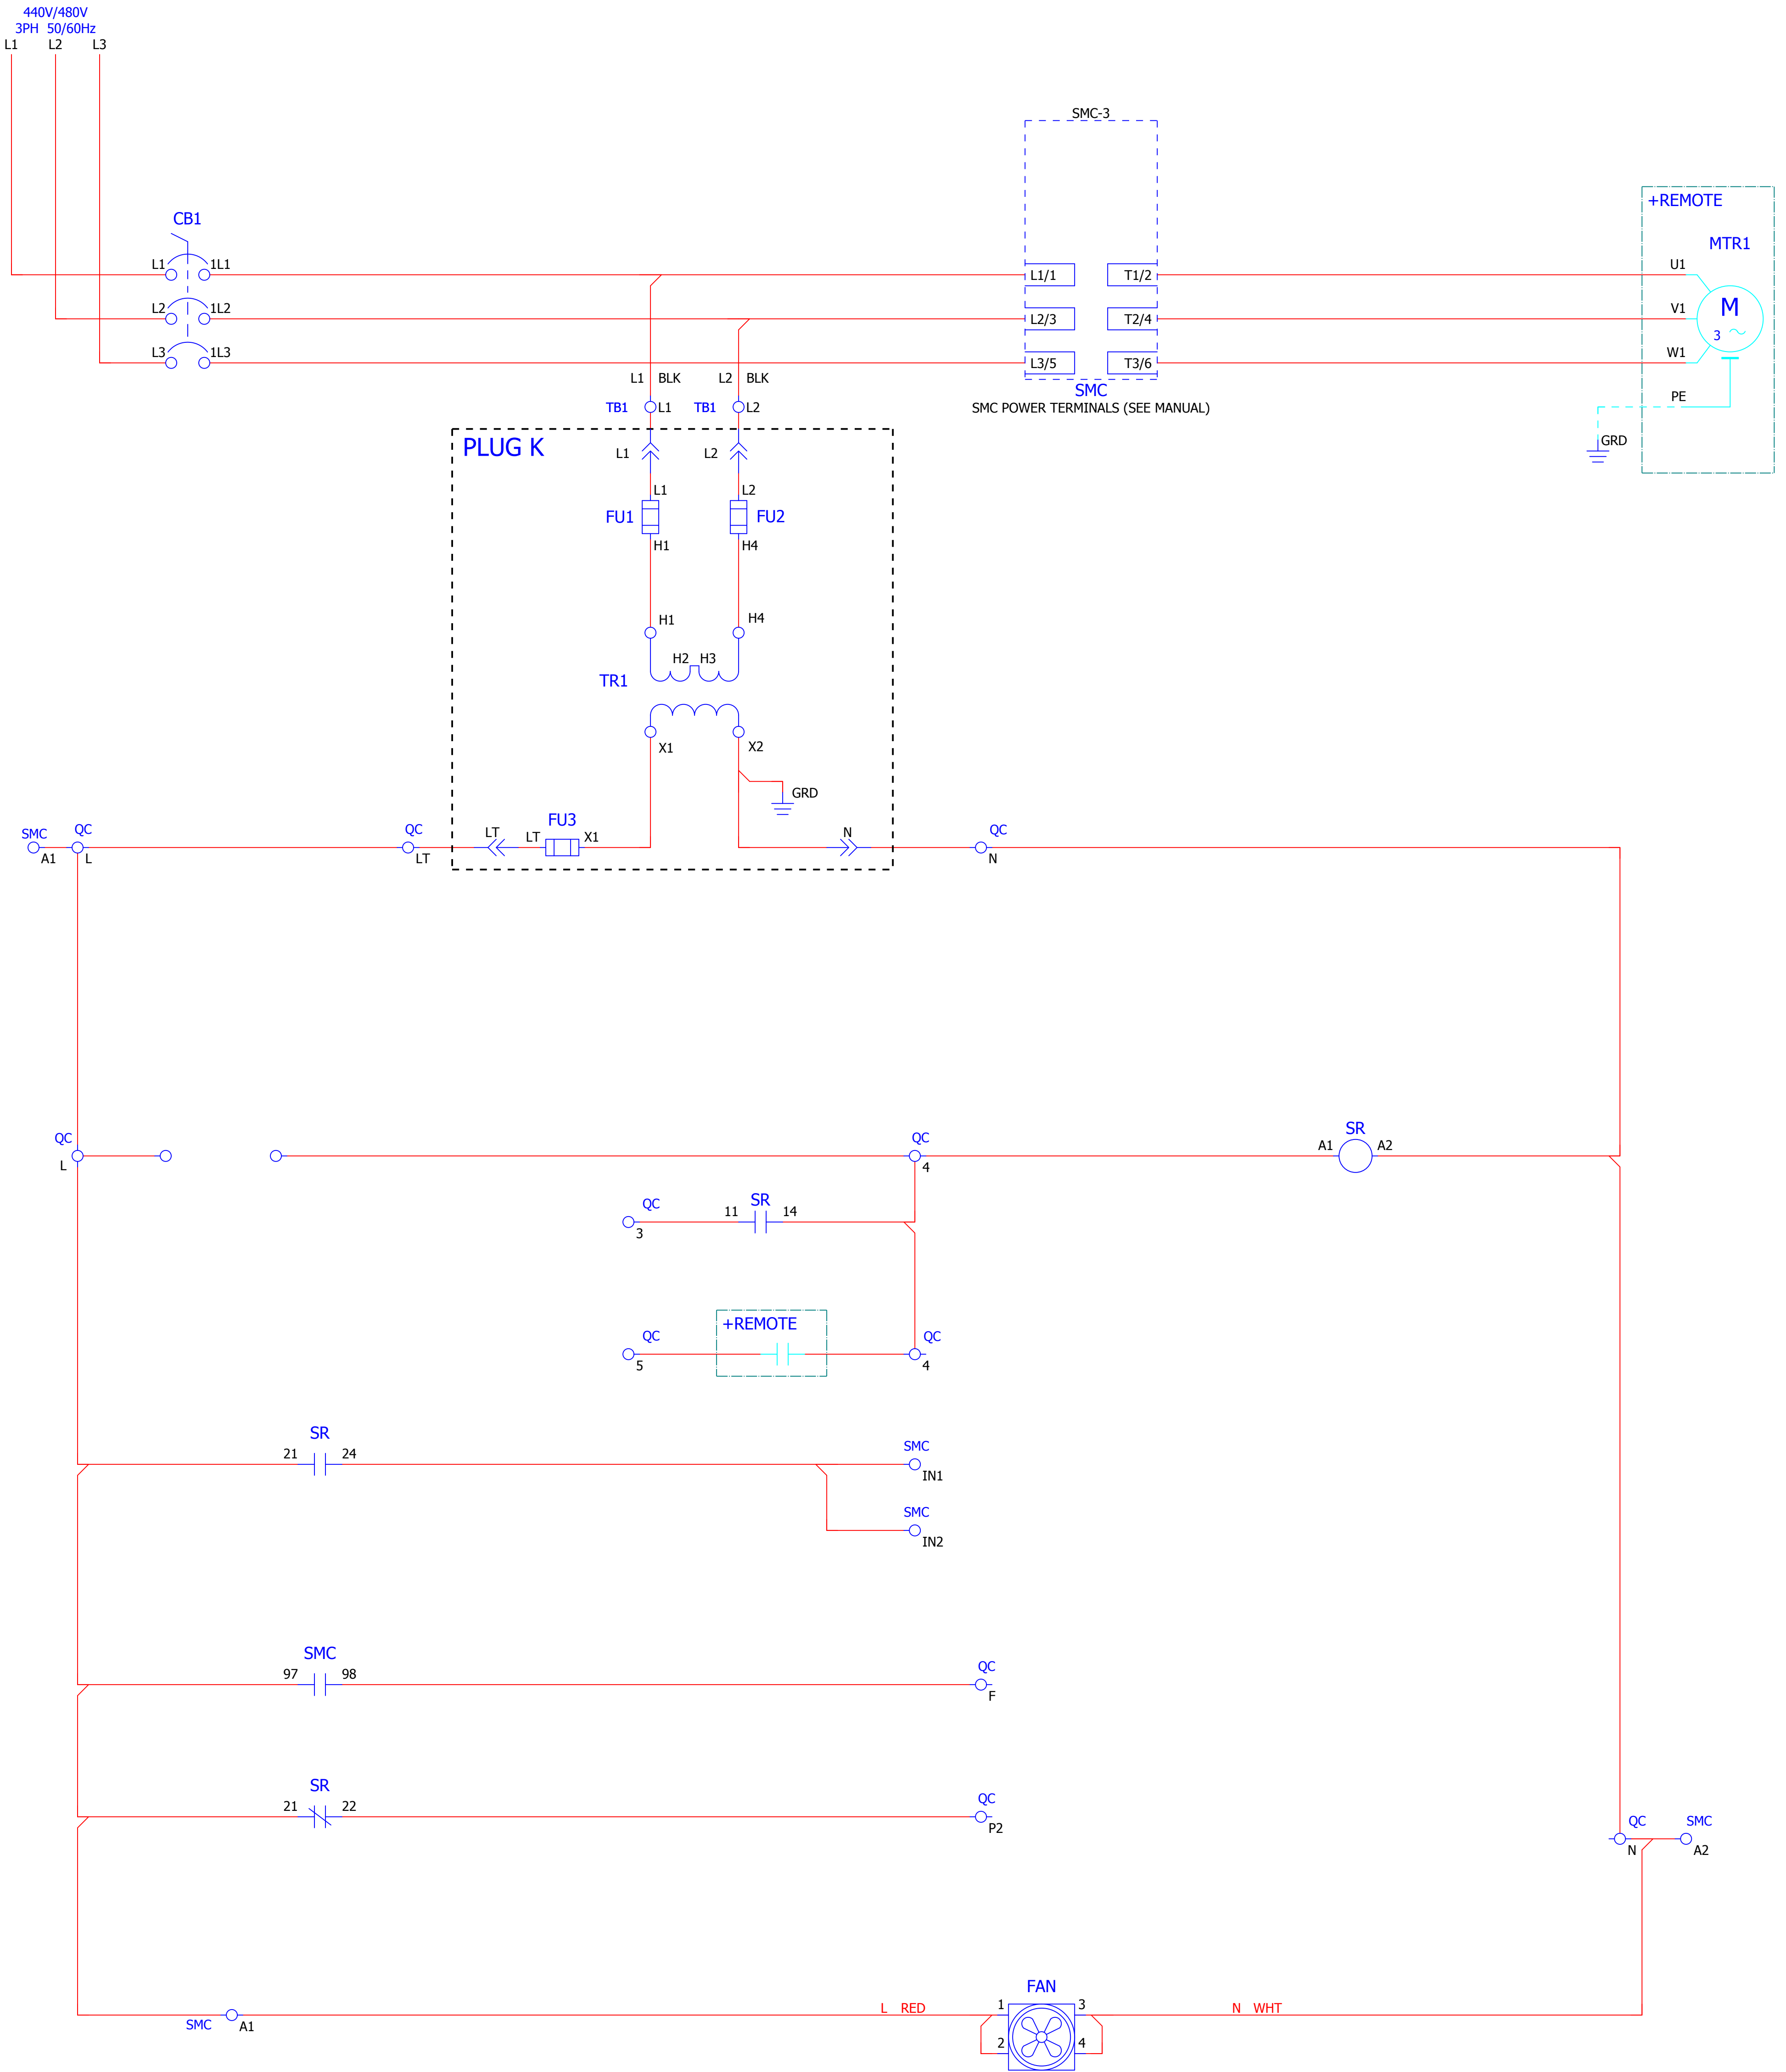 440V/480V
3PH 50/60Hz
L1 L2 L3
SMC-3
+REMOTE
MTR1
CB1
L1 1L1
L1/1 T1/2
U1
L2 1L2
L2/3 T2/4
V1
M
3
L3 1L3
L3/5 T3/6
W1
L1 BLK L2 BLK
SMC
SMC POWER TERMINALS (SEE MANUAL)
PE
GRD
TB1 L1 TB1 L2
PLUG K
L1 L2
L1 L2
FU1 FU2
H1 H4
H1 H4
H2 H3
TR1
X1 X2
GRD
FU3
SMC QC QC LT LT X1 N QC
A1 L LT N
QC QC SR
A1 A2
L 4
QC SR
11 14
3
+REMOTE
QC QC
5 4
SR SMC
21 24
IN1
SMC
IN2
SMC QC
97 98
F
SR QC
21 22
P2
QC SMC
N A2
FAN
L RED 1 3 N WHT
SMC A1
2 4